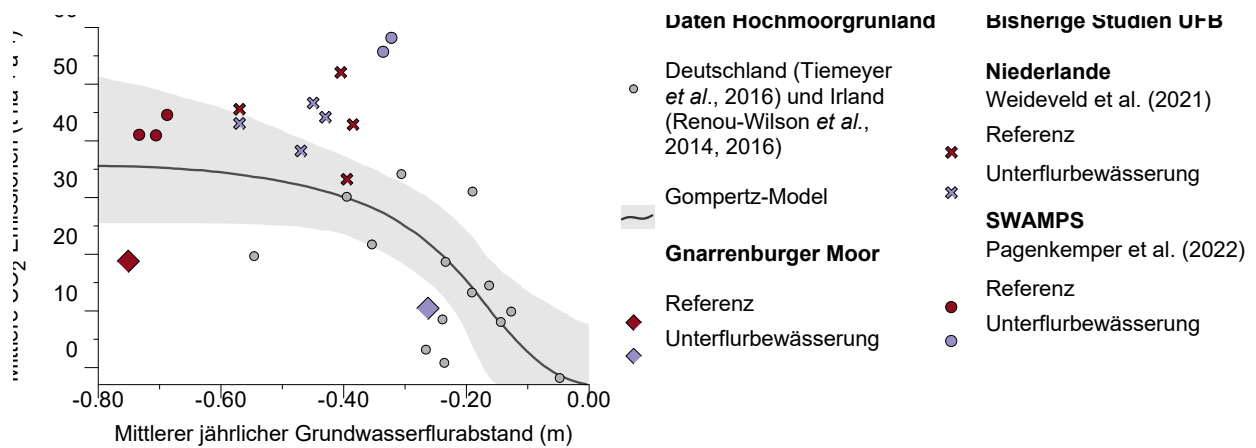 60
50
40
30
20
10
0
-0.80
-0.60
-0.40
-0.20
0.00
Mittlerer jährlicher Grundwasserflurabstand (m)
Daten Hochmoorgrünland
Deutschland (Tiemeyer
et al., 2016) und Irland
(Renou-Wilson et al.,
2014, 2016)
Gompertz-Model
Gnarrenburger Moor
Referenz
Unterflurbewässerung
Bisherige Studien UFB
Niederlande
Weideveld et al. (2021)
Referenz
Unterflurbewässerung
SWAMPS
Pagenkemper et al. (2022)
Referenz
Unterflurbewässerung